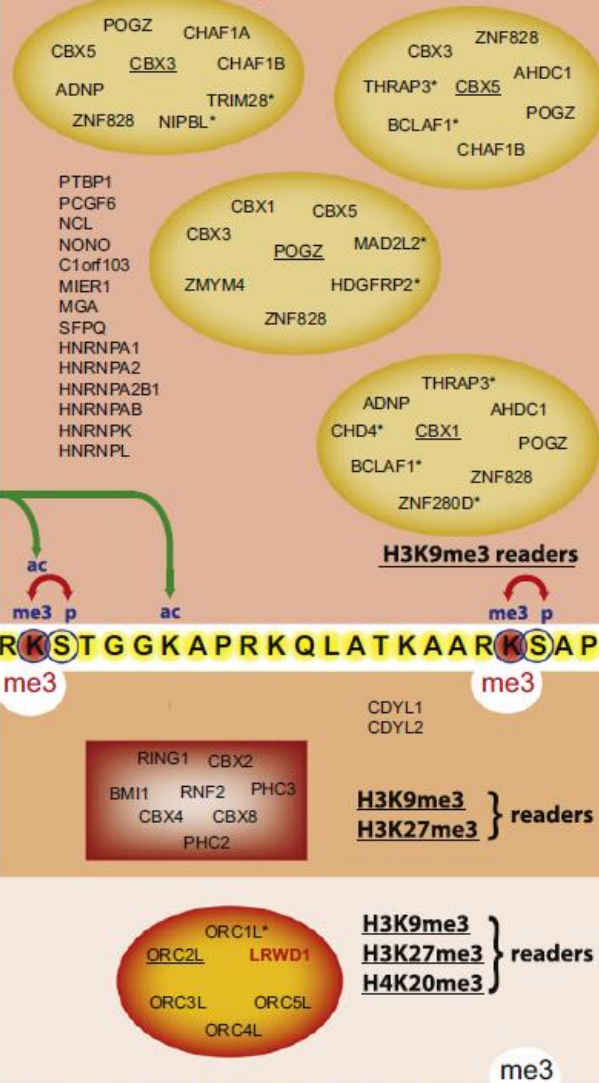 POGZ
CHAF1A
CBX5
CBX3
CHAF1B
ADNP
TRIM28*
ZNF828
NIPBL*
ZNF828
CBX3
AHDC1
THRAP3*
CBX5
POGZ
BCLAF1*
CHAF1B
PTBP1
PCGF6
NCL
NONO
C1orf103
MIER1
MGA
SFPQ
HNRNPA1
HNRNPA2
HNRNPA2B1
HNRNPAB
HNRNPK
HNRNPL
CBX1
CBX5
CBX3
POGZ
MAD2L2*
ZMYM4
HDGFRP2*
ZNF828
THRAP3*
ADNP
AHDC1
CHD4*
CBX1
POGZ
BCLAF1*
ZNF828
ZNF280D*
H3K9me3 readers
ac
me3 p
ac
me3 p
RKSTGGKAPRKQLATKAARKSAP
me3
me3
CDYL1
CDYL2
RING1
CBX2
BMI1
RNF2
PHC3
CBX4
CBX8
PHC2
H3K9me3
H3K27me3
} readers
ORC1L*
ORC2L
LRWD1
ORC3L
ORC5L
ORC4L
H3K9me3
H3K27me3
H4K20me3
} readers
me3